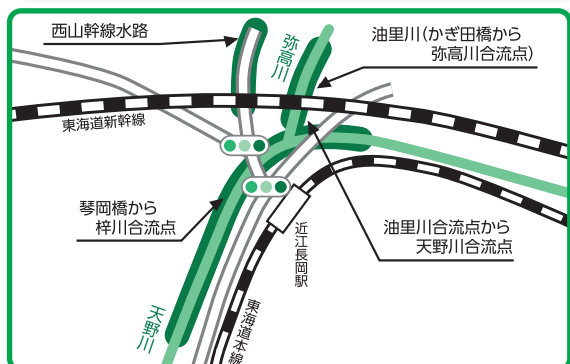 西山幹線水路
弥高川
油里川(かぎ田橋から
弥高川合流点)
東海道新幹線
琴岡橋から
梓川合流点
近江長岡駅
油里川合流点から
天野川合流点
天野川
東海道本線